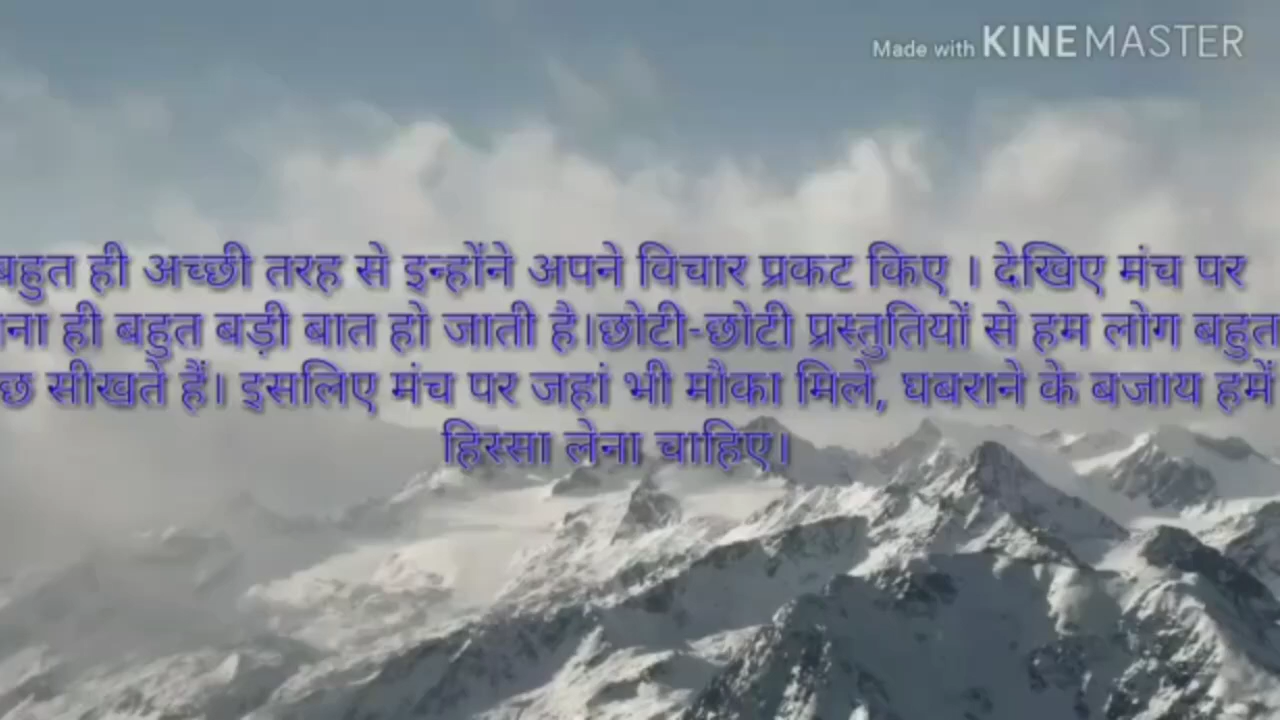 Made with KINEMASTER
बहुत ही अच्छी तरह से इन्होंने अपने विचार प्रकट किए । देखिए मंच पर
ना ही बहुत बड़ी बात हो जाती है।छोटी-छोटी प्रस्तुतियों से हम लोग बहुत
छ सीखते हैं। इसलिए मंच पर जहां भी मौका मिले, घबराने के बजाय हमें
हिस्सा लेना चाहिए।